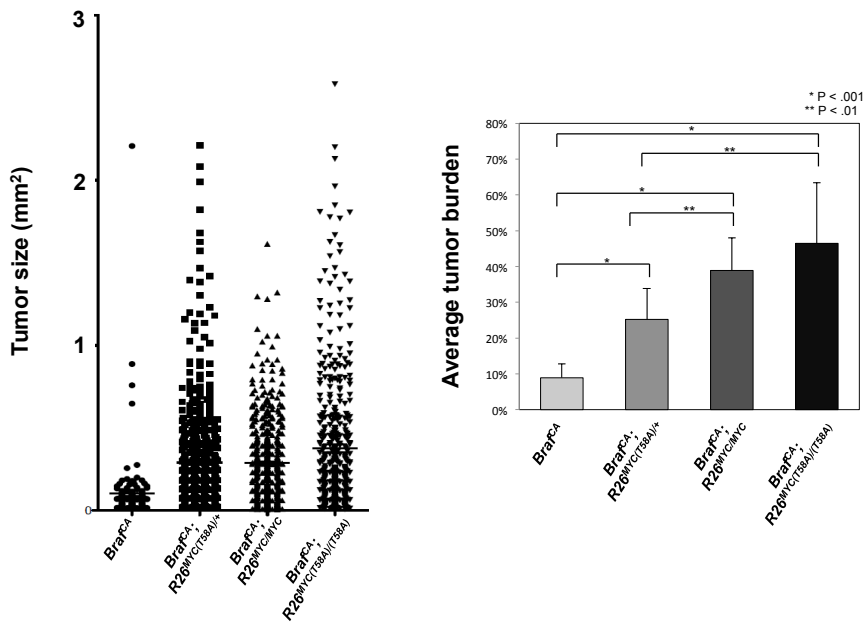 3
2
1
0
Tumor size (mm²)
Braf^CA
Braf^CA;
R26^MYC(T58A)/+
Braf^CA;
R26^MYC/MYC
Braf^CA;
R26^MYC(T58A)/(T58A)
* P < .001
** P < .01
80%
70%
60%
50%
40%
30%
20%
10%
0%
Average tumor burden
*
**
*
**
*
Braf^CA
Braf^CA;
R26^MYC(T58A)/+
Braf^CA;
R26^MYC/MYC
Braf^CA;
R26^MYC(T58A)/(T58A)